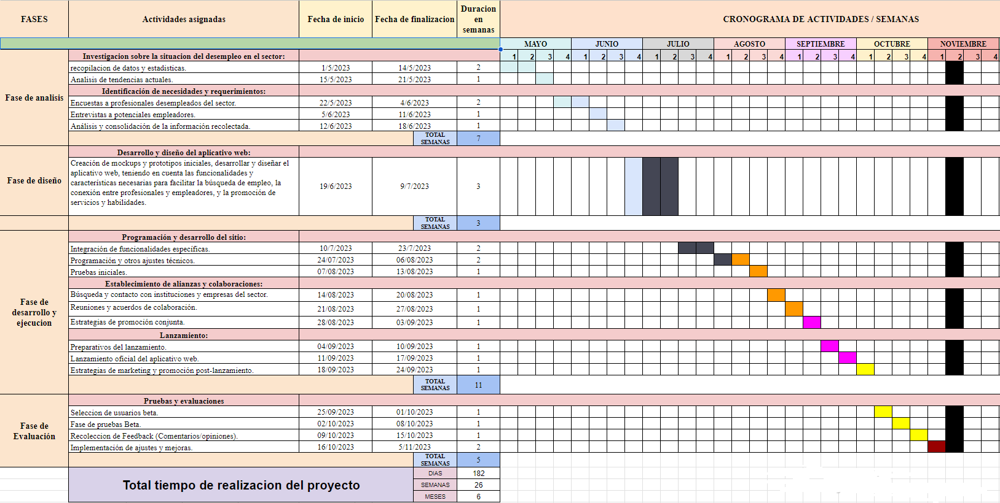 FASES
Actividades asignadas
Fecha de inicio
Fecha de finalizacion
Duracion
en
semanas
CRONOGRAMA DE ACTIVIDADES / SEMANAS
MAYO JUNIO JULIO AGOSTO SEPTIEMBRE OCTUBRE NOVIEMBRE
1 2 3 4 1 2 3 4 1 2 3 4 1 2 3 4 1 2 3 4 1 2 3 4 1 2 3 4
Fase de analisis
Investigacion sobre la situacion del desempleo en el sector:
recopilacion de datos y estadisticas. 1/5/2023 14/5/2023 2
Analisis de tendencias actuales. 15/5/2023 21/5/2023 1
Identificación de necesidades y requerimientos:
Encuestas a profesionales desempleados del sector. 22/5/2023 4/6/2023 2
Entrevistas a potenciales empleadores. 5/6/2023 11/6/2023 1
Análisis y consolidación de la información recolectada. 12/6/2023 18/6/2023 1
TOTAL
SEMANAS
7
Fase de diseño
Desarrollo y diseño del aplicativo web:
Creación de mockups y prototipos iniciales, desarrollar y diseñar el
aplicativo web, teniendo en cuenta las funcionalidades y
características necesarias para facilitar la búsqueda de empleo, la
conexión entre profesionales y empleadores, y la promoción de
servicios y habilidades.
19/6/2023 9/7/2023 3
TOTAL
SEMANAS
3
Fase de
desarrollo y
ejecucion
Programación y desarrollo del sitio:
Integración de funcionalidades específicas. 10/7/2023 23/7/2023 2
Programación y otros ajustes técnicos. 24/07/2023 06/08/2023 2
Pruebas iniciales. 07/08/2023 13/08/2023 1
Establecimiento de alianzas y colaboraciones:
Búsqueda y contacto con instituciones y empresas del sector. 14/08/2023 20/08/2023 1
Reuniones y acuerdos de colaboración. 21/08/2023 27/08/2023 1
Estrategías de promoción conjunta. 28/08/2023 03/09/2023 1
Lanzamiento:
Preparativos del lanzamiento. 04/09/2023 10/09/2023 1
Lanzamiento oficial del aplicativo web. 11/09/2023 17/09/2023 1
Estrategias de marketing y promoción post-lanzamiento. 18/09/2023 24/09/2023 1
TOTAL
SEMANAS
11
Fase de
Evaluación
Pruebas y evaluaciones
Seleccion de usuarios beta. 25/09/2023 01/10/2023 1
Fase de pruebas Beta. 02/10/2023 08/10/2023 1
Recoleccion de Feedback (Comentarios/opiniones). 09/10/2023 15/10/2023 1
Implementación de ajustes y mejoras. 16/10/2023 5/11/2023 2
TOTAL
SEMANAS
5
Total tiempo de realizacion del proyecto
DIAS 182
SEMANAS 26
MESES 6